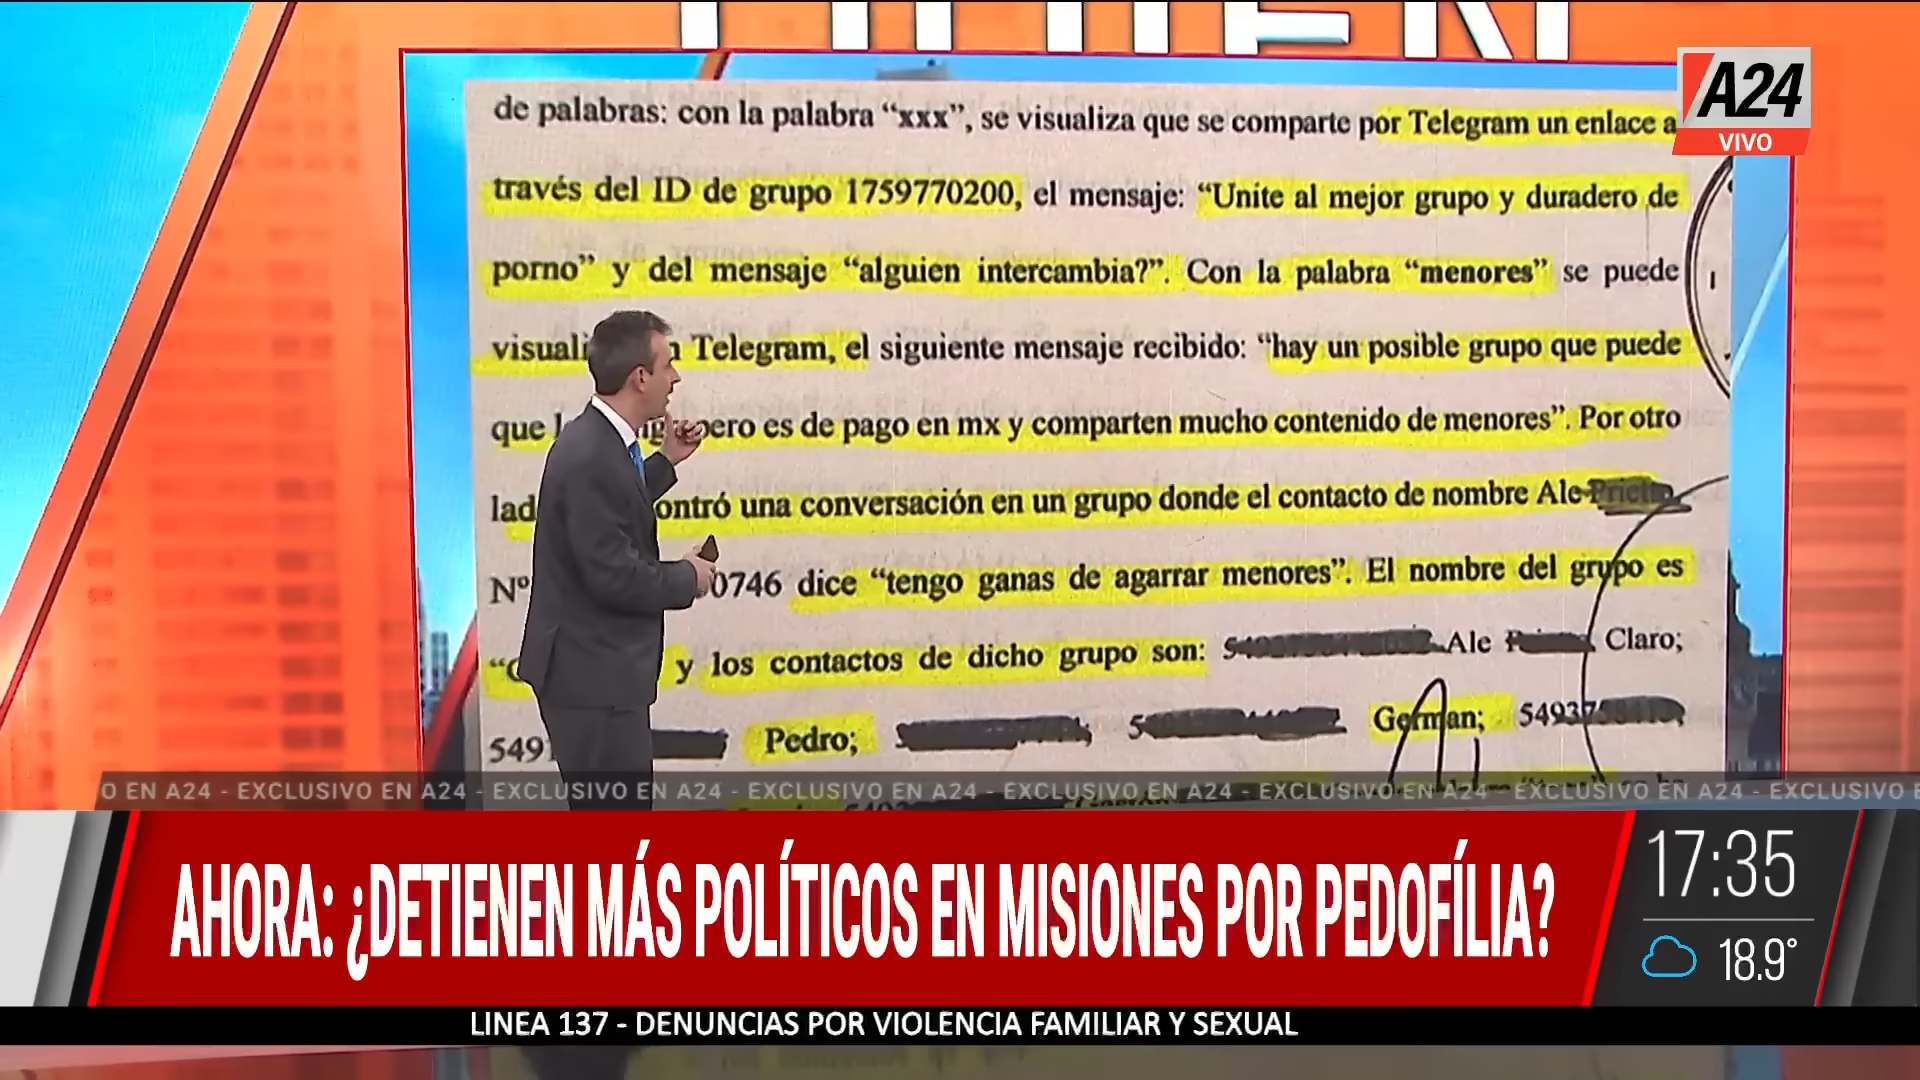 A24
VIVO
de palabras: con la palabra “xxx”, se visualiza que se comparte por Telegram un enlace a
través del ID de grupo 1759770200, el mensaje: “Unite al mejor grupo y duradero de
porno” y del mensaje “alguien intercambia?”. Con la palabra “menores” se puede
visuali Telegram, el siguiente mensaje recibido: “hay un posible grupo que puede
que pero es de pago en mx y comparten mucho contenido de menores”. Por otro
lad ontró una conversación en un grupo donde el contacto de nombre Ale
Nº 0746 dice “tengo ganas de agarrar menores”. El nombre del grupo es
y los contactos de dicho grupo son: Ale Claro;
549 Pedro; German; 5493
O EN A24 - EXCLUSIVO EN A24 - EXCLUSIVO EN A24 - EXCLUSIVO EN A24 - EXCLUSIVO EN A24 - EXCLUSIVO EN A24 - EXCLUSIVO E
AHORA: ¿DETIENEN MÁS POLÍTICOS EN MISIONES POR PEDOFÍLIA?
17:35
18.9°
LINEA 137 - DENUNCIAS POR VIOLENCIA FAMILIAR Y SEXUAL